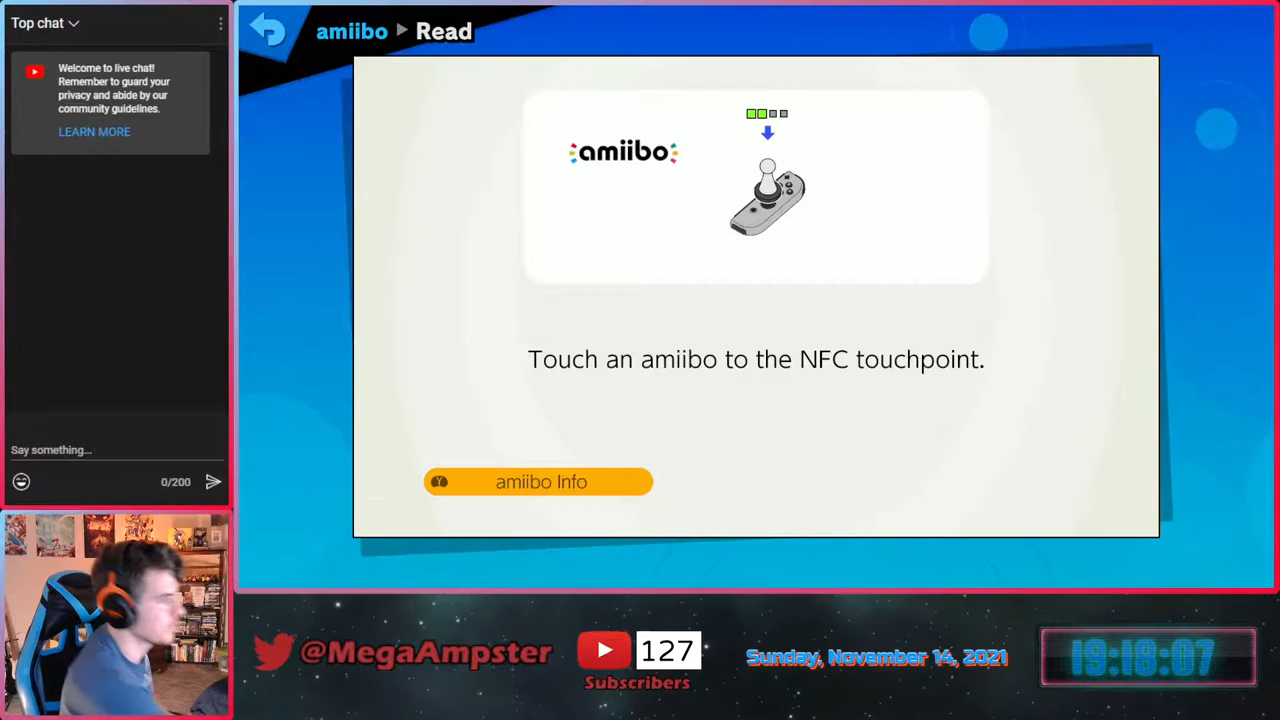 Top chat
Welcome to live chat!
Remember to guard your
privacy and abide by our
community guidelines.
LEARN MORE
Say something...
0/200
amiibo Read
amiibo
Touch an amiibo to the NFC touchpoint.
Y amiibo Info
@MegaAmpster
127
Subscribers
Sunday, November 14, 2021
19:18:07